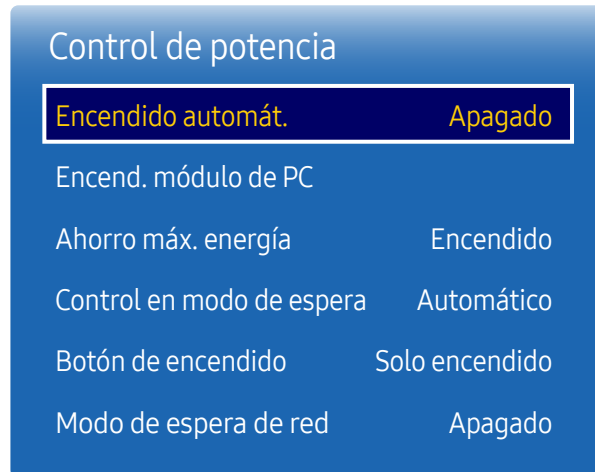 Control de potencia
Encendido automát. Apagado
Encend. módulo de PC
Ahorro máx. energía Encendido
Control en modo de espera Automático
Botón de encendido Solo encendido
Modo de espera de red Apagado